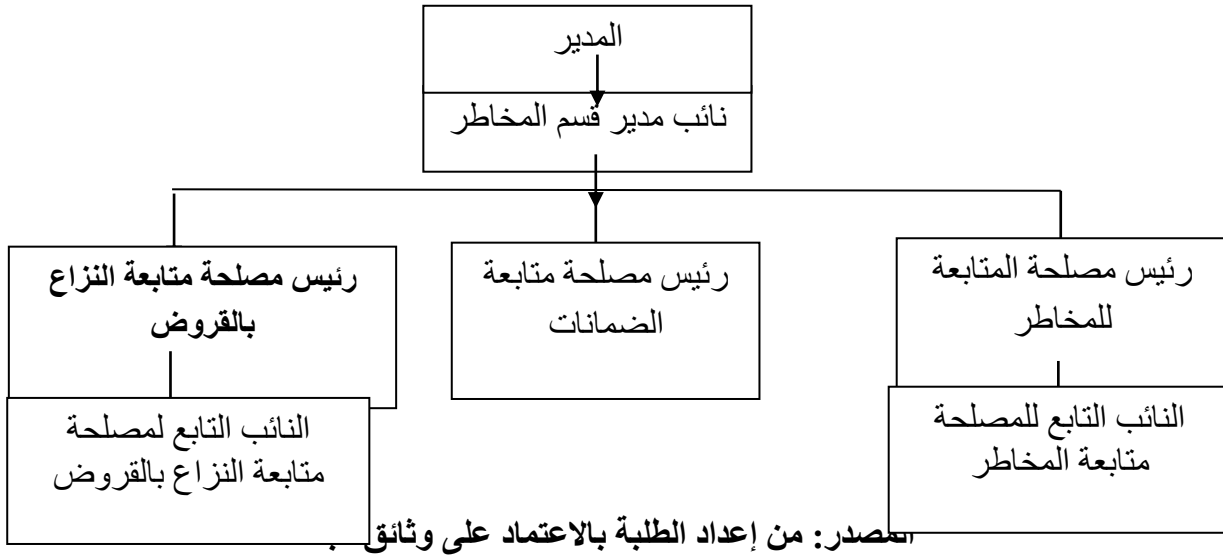 المدير
نائب مدير قسم المخاطر
رئيس مصلحة المتابعة
للمخاطر
رئيس مصلحة متابعة
الضمانات
رئيس مصلحة متابعة النزاع
بالقروض
النائب التابع للمصلحة
متابعة المخاطر
النائب التابع لمصلحة
متابعة النزاع بالقروض
المصدر: من إعداد الطلبة بالاعتماد على وثائق